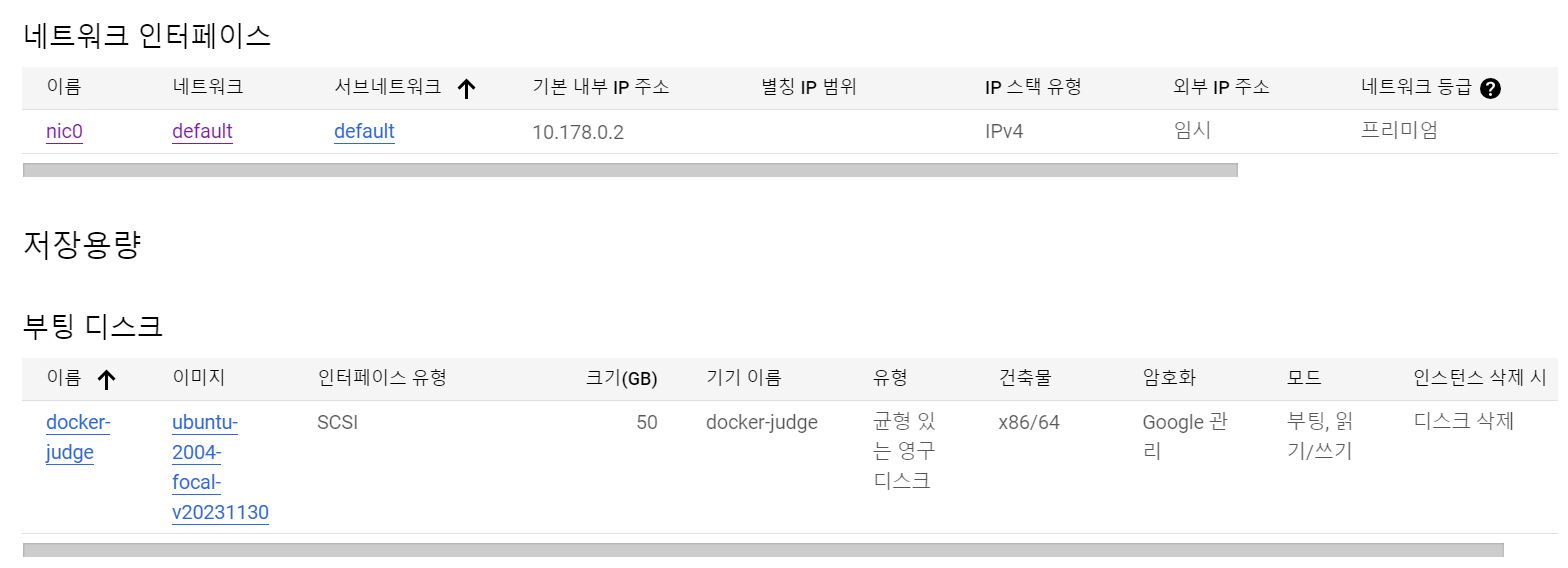 네트워크 인터페이스
이름 네트워크 서브네트워크 기본 내부 IP 주소 별칭 IP 범위 IP 스택 유형 외부 IP 주소 네트워크 등급
nic0 default default 10.178.0.2 IPv4 임시 프리미엄
저장용량
부팅 디스크
이름 이미지 인터페이스 유형 크기(GB) 기기 이름 유형 건축물 암호화 모드 인스턴스 삭제 시
docker- ubuntu- SCSI 50 docker-judge 균형 있 x86/64 Google 관 부팅, 읽 디스크 삭제
judge 2004- 는 영구 리 기/쓰기
focal- 디스크
v20231130